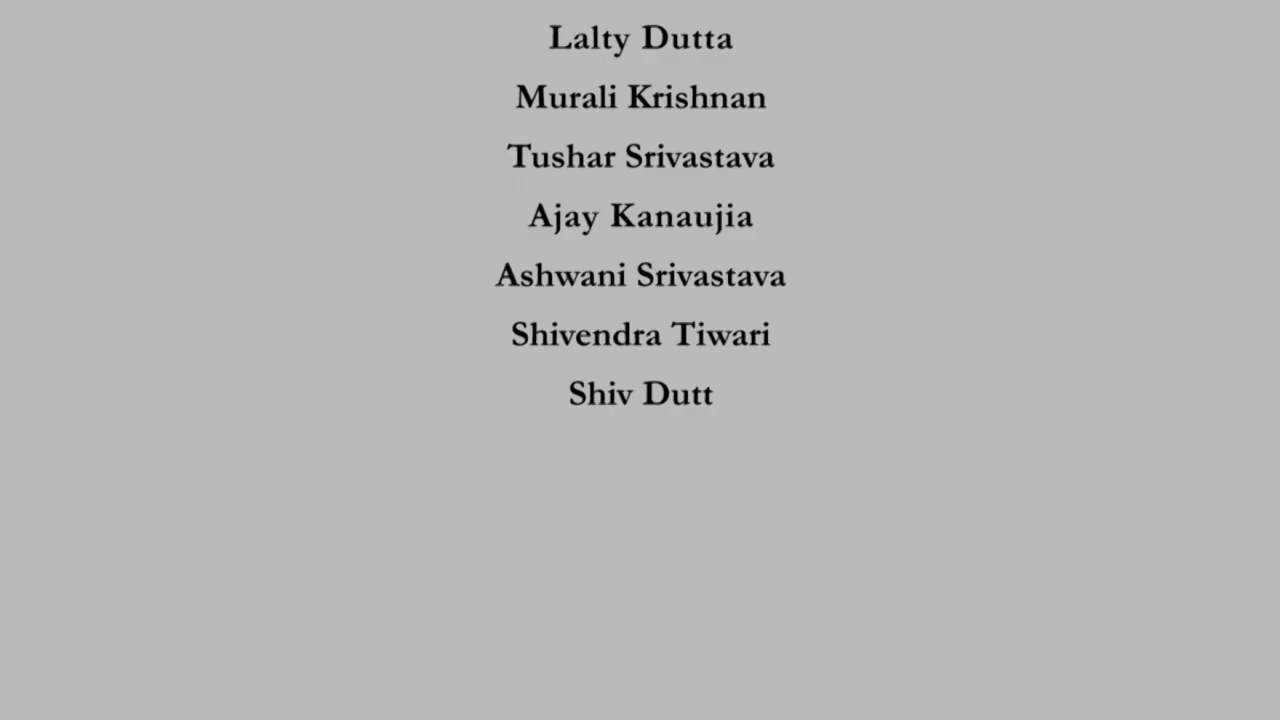 Lalty Dutta
Murali Krishnan
Tushar Srivastava
Ajay Kanaujia
Ashwani Srivastava
Shivendra Tiwari
Shiv Dutt